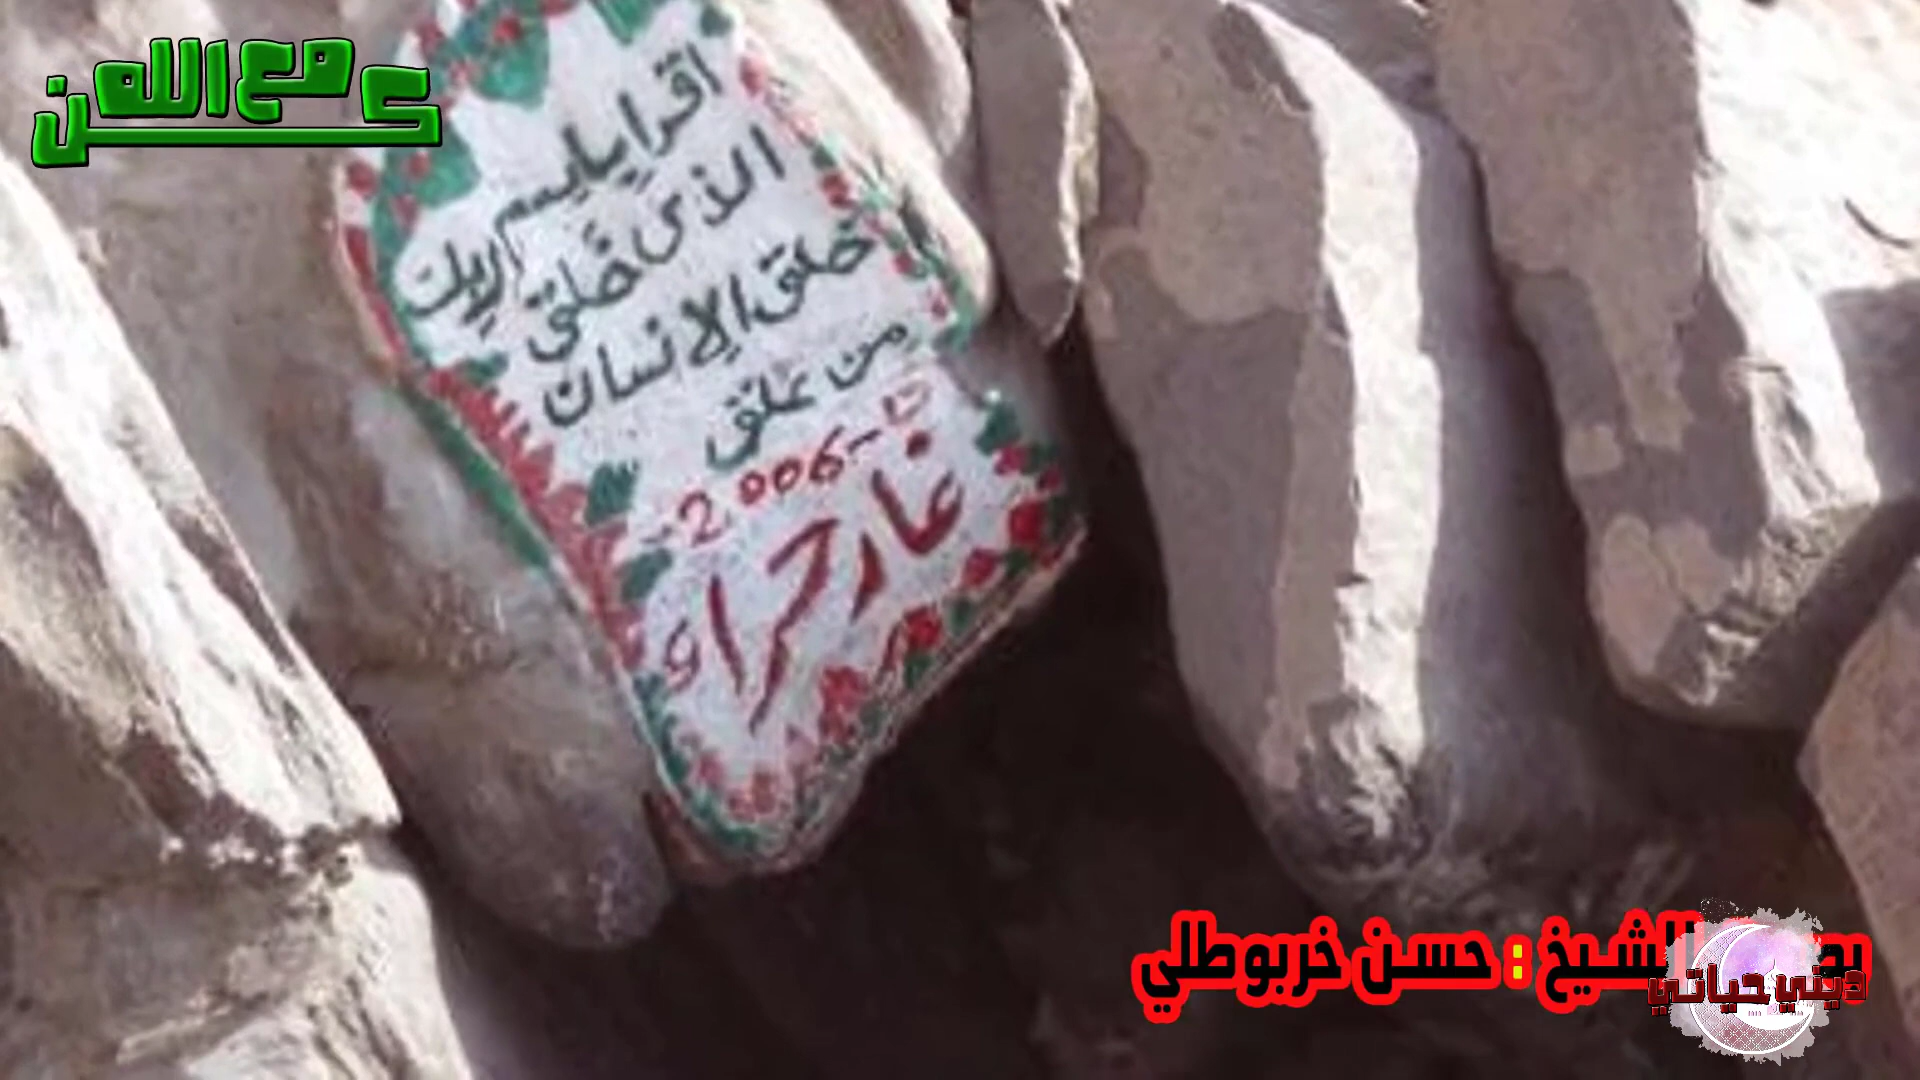 كن مع الله
اقرا باسم ربك
الذى خلق
خلق الإنسان
من علق
-2006-
غار حراء
الشيخ : حسن خربوطلي
ديني حياتي